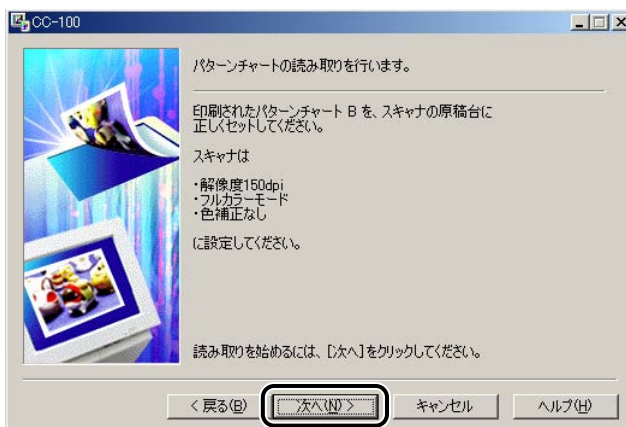 CC-100
パターンチャートの読み取りを行います。
印刷されたパターンチャート B を、スキャナの原稿台に
正しくセットしてください。
スキャナは
・解像度150dpi
・フルカラーモード
・色補正なし
に設定してください。
読み取りを始めるには、[次へ]をクリックしてください。
< 戻る(B) 次へ(N) > キャンセル ヘルプ(H)